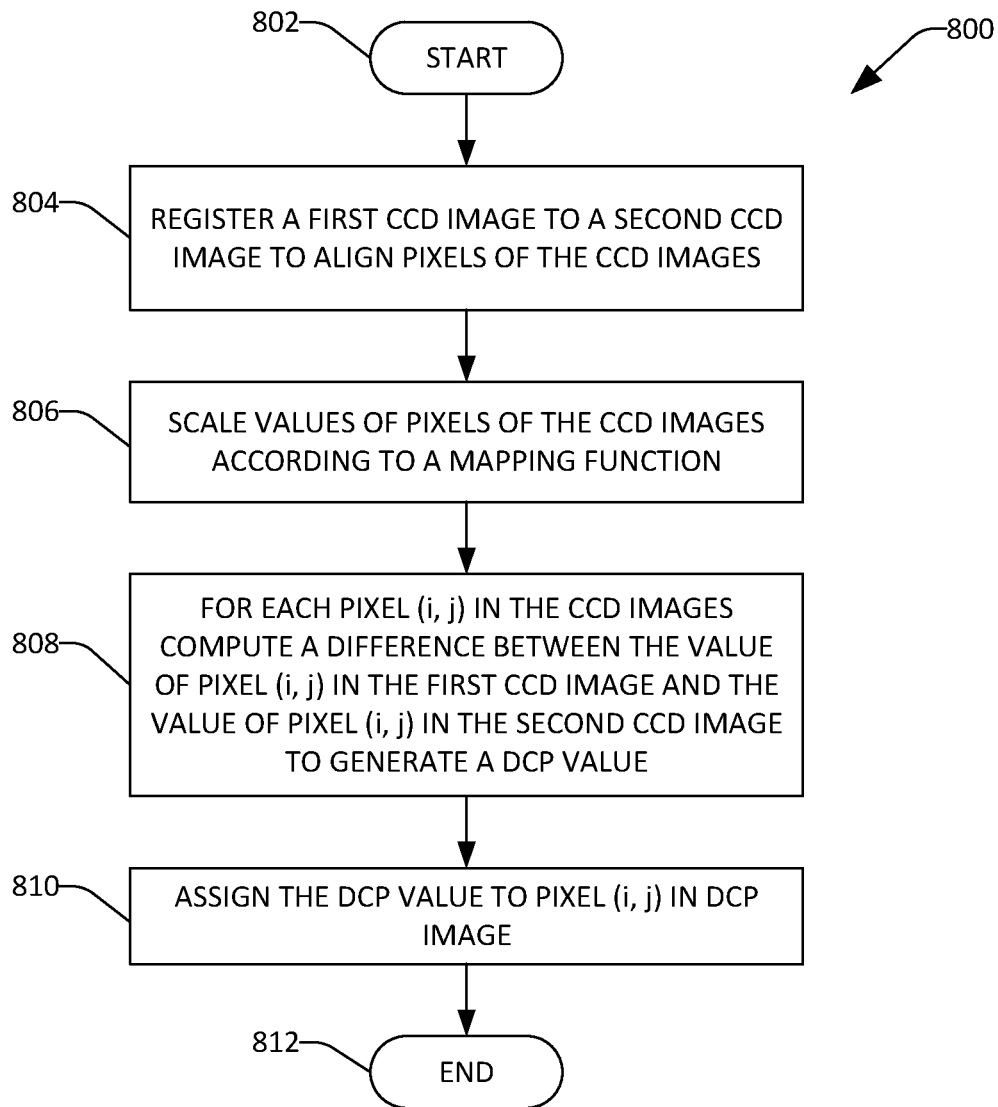 802
START
800
804
REGISTER A FIRST CCD IMAGE TO A SECOND CCD
IMAGE TO ALIGN PIXELS OF THE CCD IMAGES
806
SCALE VALUES OF PIXELS OF THE CCD IMAGES
ACCORDING TO A MAPPING FUNCTION
808
FOR EACH PIXEL (i, j) IN THE CCD IMAGES
COMPUTE A DIFFERENCE BETWEEN THE VALUE
OF PIXEL (i, j) IN THE FIRST CCD IMAGE AND THE
VALUE OF PIXEL (i, j) IN THE SECOND CCD IMAGE
TO GENERATE A DCP VALUE
810
ASSIGN THE DCP VALUE TO PIXEL (i, j) IN DCP
IMAGE
812
END